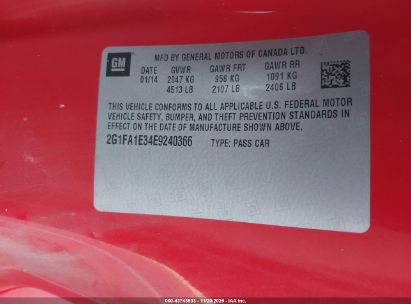 GM
MFD BY GENERAL MOTORS OF CANADA LTD.
DATE GVWR GAWR FRT GAWR RR
01/14 2047 KG 956 KG 1091 KG
4513 LB 2107 LB 2406 LB
THIS VEHICLE CONFORMS TO ALL APPLICABLE U.S. FEDERAL MOTOR
VEHICLE SAFETY, BUMPER, AND THEFT PREVENTION STANDARDS IN
EFFECT ON THE DATE OF MANUFACTURE SHOWN ABOVE.
2G1FA1E34E9240366 TYPE: PASS CAR